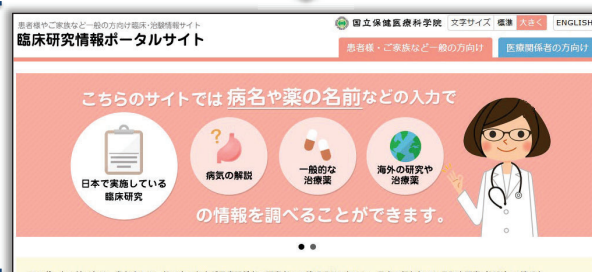 患者様やご家族など一般の方向け臨床・治験情報サイト
臨床研究情報ポータルサイト
国立保健医療科学院
文字サイズ 標準 大きく
ENGLISH
患者様・ご家族など一般の方向け
医療関係者の方向け
こちらのサイトでは 病名や薬の名前などの入力で
日本で実施している
臨床研究
?
病気の解説
一般的な
治療薬
海外の研究や
治療薬
の情報を調べることができます。